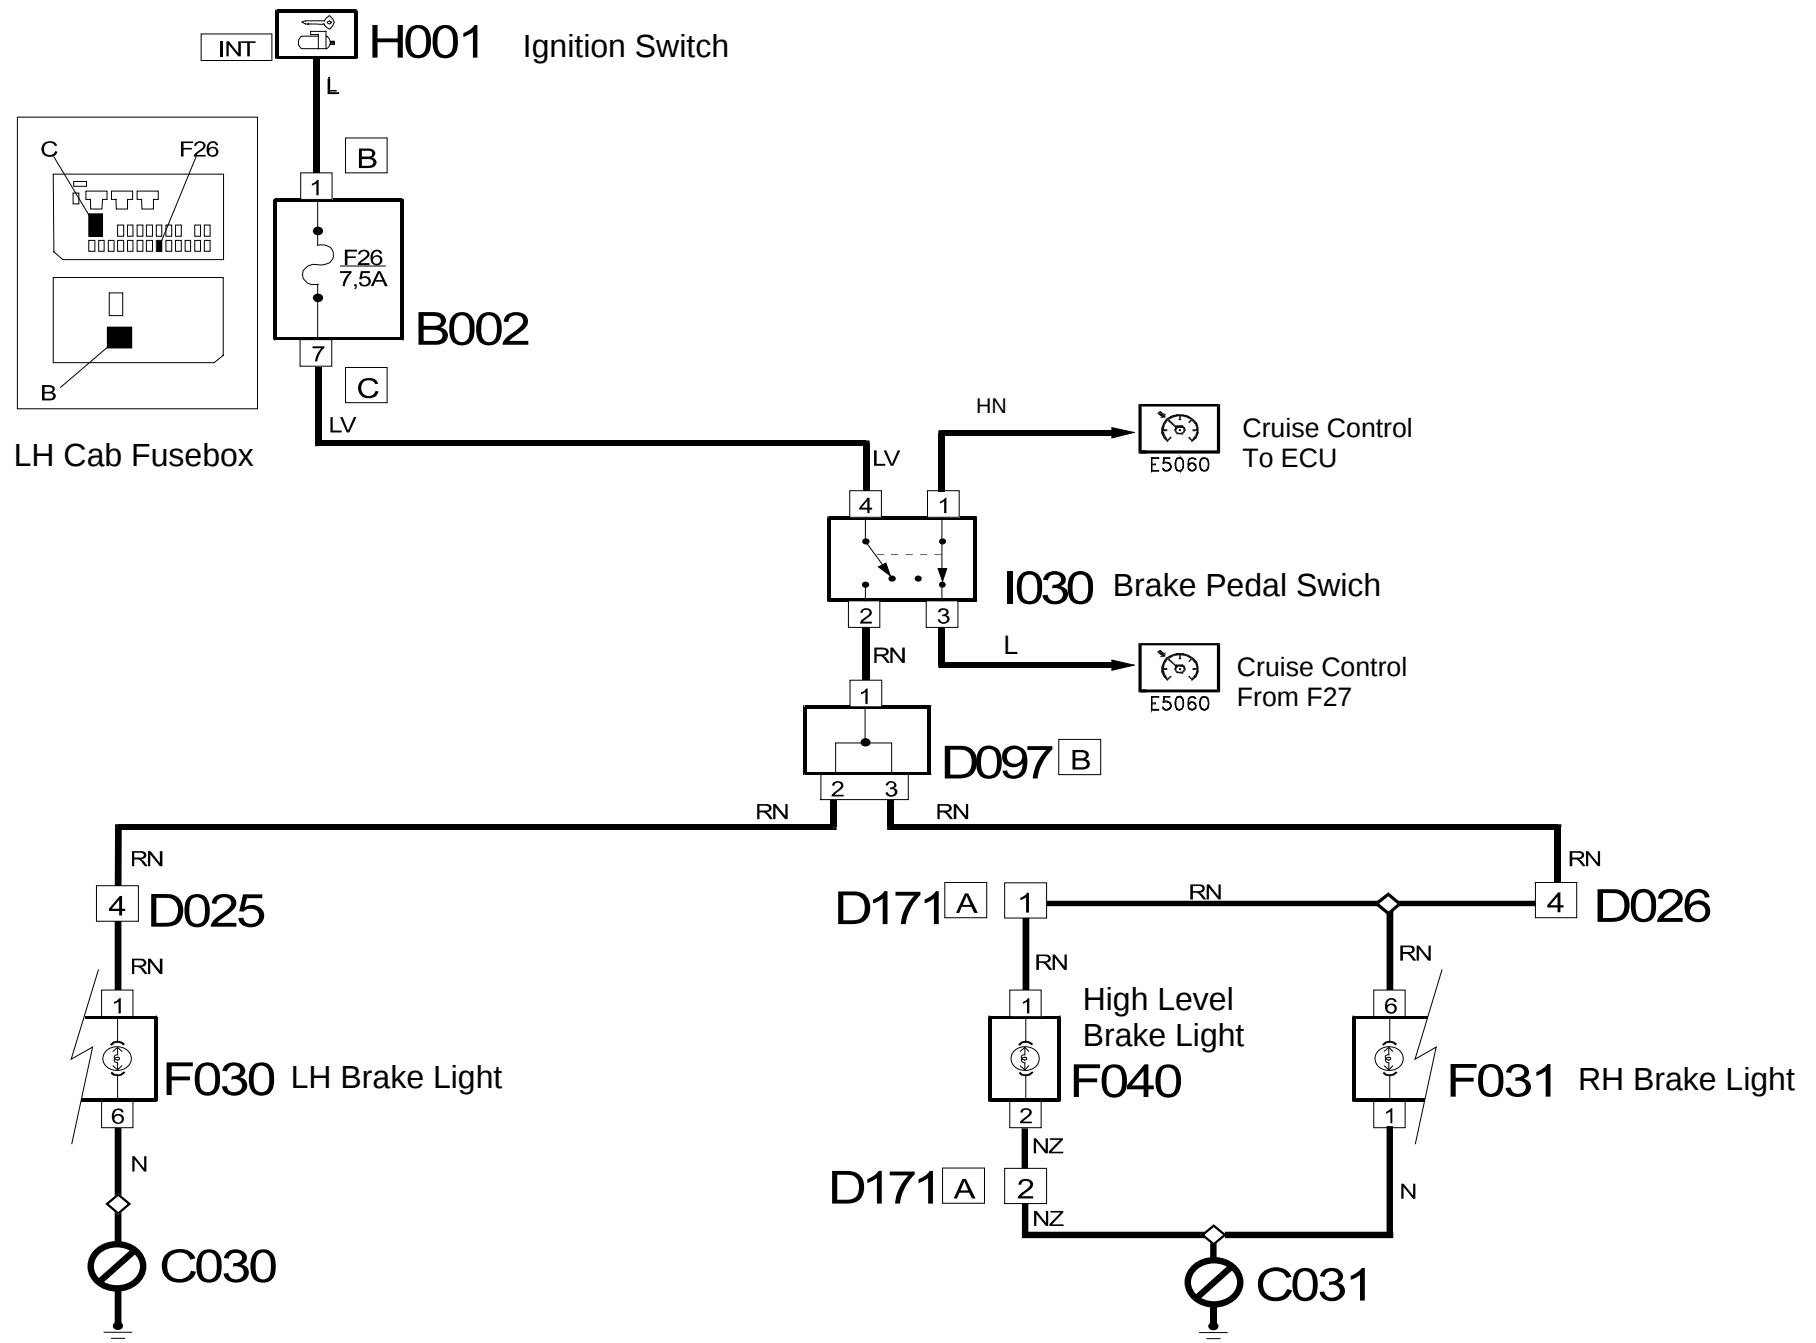 INT
H001
Ignition Switch
L
C
F26
B
1
F26
7,5A
B002
B
7
C
LV
LH Cab Fusebox
HN
Cruise Control
To ECU
E5060
LV
4
1
I030
Brake Pedal Swich
2
3
RN
L
Cruise Control
From F27
E5060
1
D097
B
2
3
RN
RN
RN
RN
4
D025
D171
A
1
RN
4
D026
RN
RN
RN
1
1
High Level
Brake Light
6
F030
LH Brake Light
F040
F031
RH Brake Light
6
2
1
N
NZ
D171
A
2
N
NZ
C030
C031